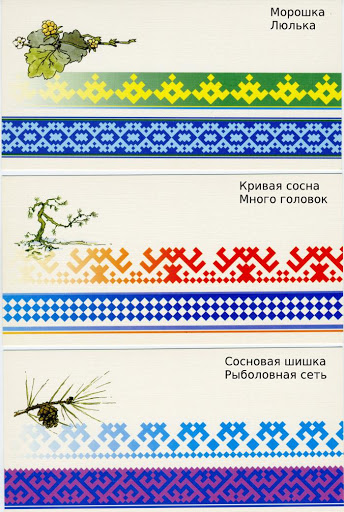 Морошка
Люлька
Кривая сосна
Много головок
Сосновая шишка
Рыболовная сеть